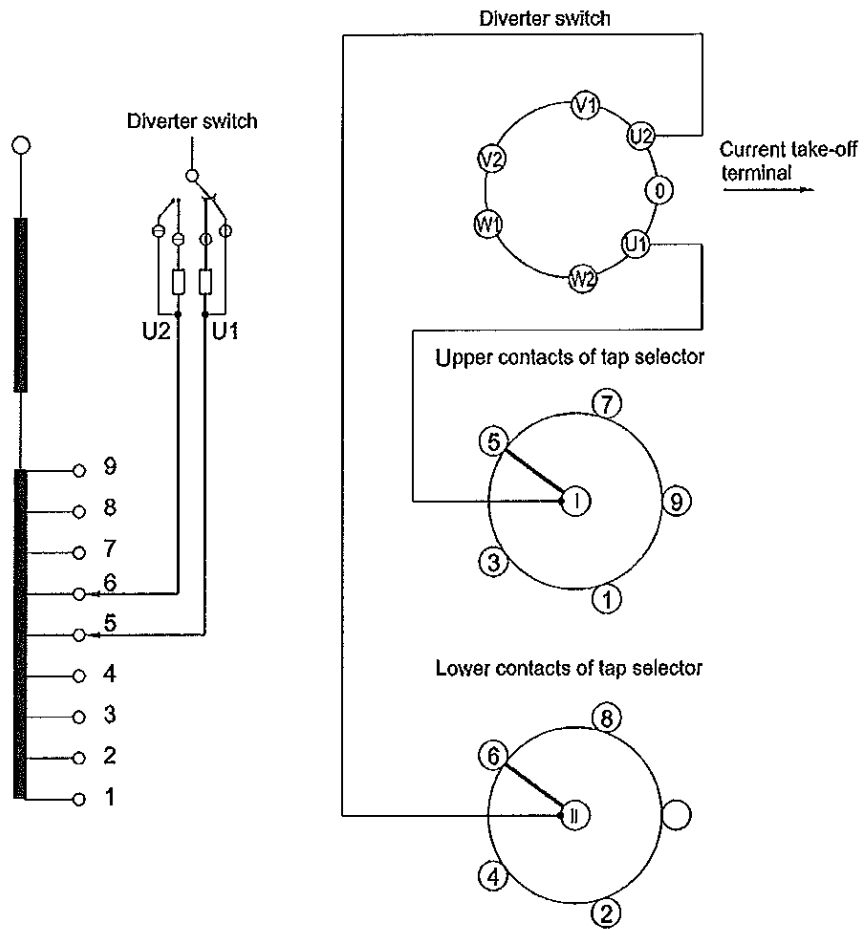 Diverter switch
U2
U1
9
8
7
6
5
4
3
2
1
Diverter switch
V1
U2
V2
0
W1
U1
W2
Current take-off
terminal
Upper contacts of tap selector
7
5
I
9
3
1
Lower contacts of tap selector
8
6
II
4
2